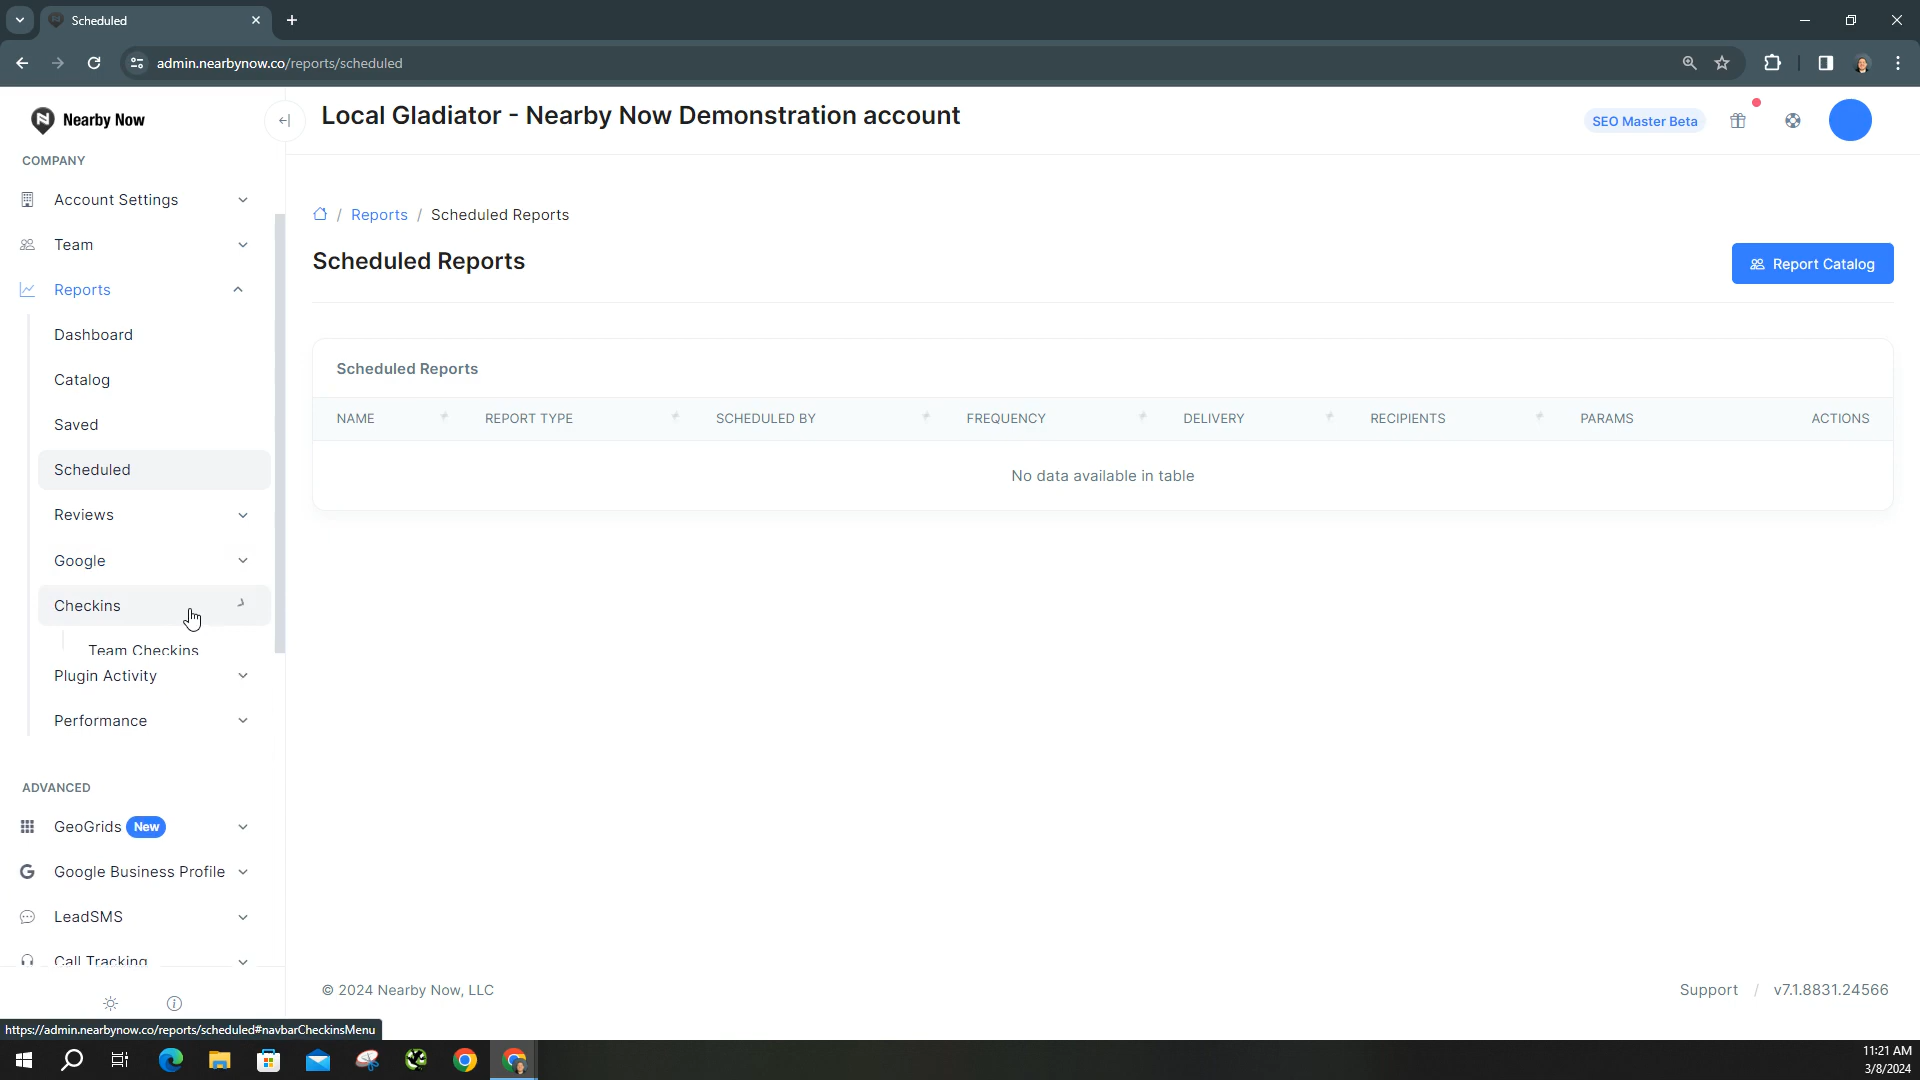 Scheduled
admin.nearbynow.co/reports/scheduled
Nearby Now
Local Gladiator - Nearby Now Demonstration account
SEO Master Beta
COMPANY
Account Settings
Team
Reports
Dashboard
Catalog
Saved
Scheduled
Reviews
Google
Checkins
Team Checkins
Plugin Activity
Performance
ADVANCED
GeoGrids New
Google Business Profile
LeadSMS
Call Tracking
/ Reports / Scheduled Reports
Scheduled Reports
Report Catalog
Scheduled Reports
NAME REPORT TYPE SCHEDULED BY FREQUENCY DELIVERY RECIPIENTS PARAMS ACTIONS
No data available in table
© 2024 Nearby Now, LLC
Support / v7.1.8831.24566
https://admin.nearbynow.co/reports/scheduled#navbarCheckinsMenu
11:21 AM
3/8/2024